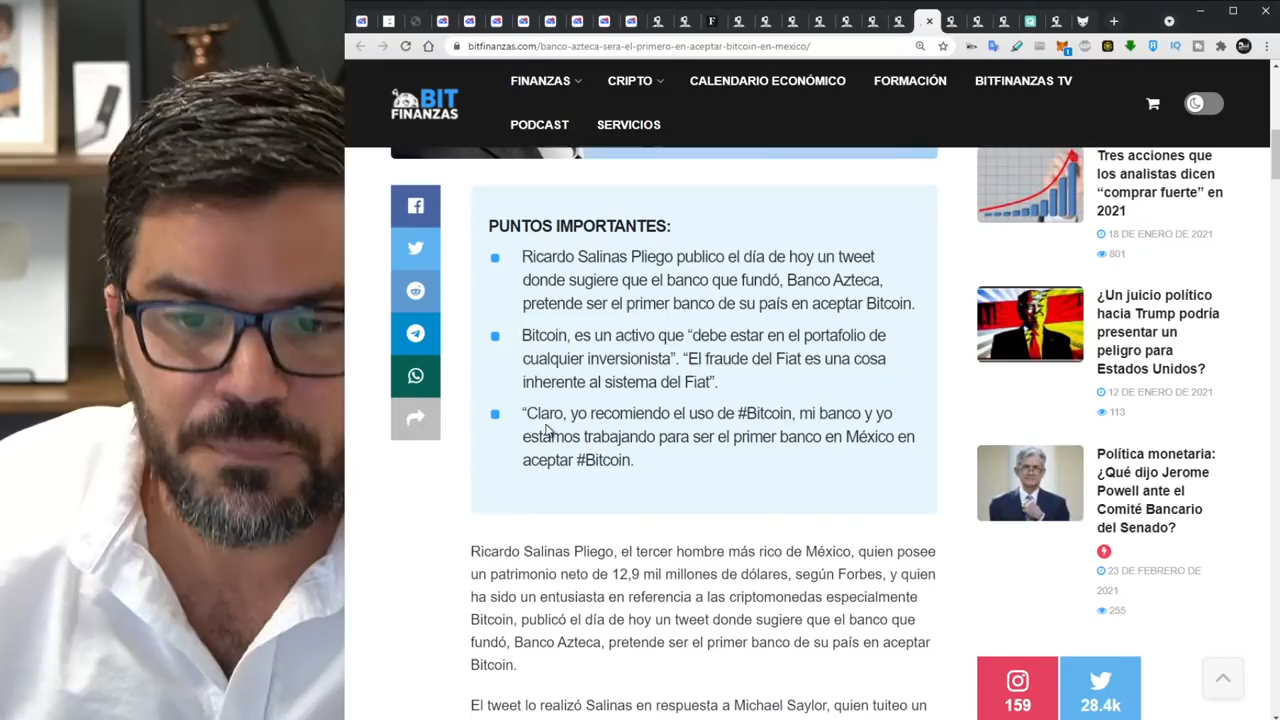 bitfinanzas.com/banco-azteca-sera-el-primero-en-aceptar-bitcoin-en-mexico/
BIT
FINANZAS
FINANZAS
CRIPTO
CALENDARIO ECONÓMICO
FORMACIÓN
BITFINANZAS TV
PODCAST
SERVICIOS
PUNTOS IMPORTANTES:
Ricardo Salinas Pliego publico el día de hoy un tweet
donde sugiere que el banco que fundó, Banco Azteca,
pretende ser el primer banco de su país en aceptar Bitcoin.
Bitcoin, es un activo que “debe estar en el portafolio de
cualquier inversionista”. “El fraude del Fiat es una cosa
inherente al sistema del Fiat”.
“Claro, yo recomiendo el uso de #Bitcoin, mi banco y yo
estamos trabajando para ser el primer banco en México en
aceptar #Bitcoin.
Ricardo Salinas Pliego, el tercer hombre más rico de México, quien posee
un patrimonio neto de 12,9 mil millones de dólares, según Forbes, y quien
ha sido un entusiasta en referencia a las criptomonedas especialmente
Bitcoin, publicó el día de hoy un tweet donde sugiere que el banco que
fundó, Banco Azteca, pretende ser el primer banco de su país en aceptar
Bitcoin.
El tweet lo realizó Salinas en respuesta a Michael Saylor, quien tuiteo un
Tres acciones que
los analistas dicen
“comprar fuerte” en
2021
18 DE ENERO DE 2021
801
¿Un juicio político
hacia Trump podría
presentar un
peligro para
Estados Unidos?
12 DE ENERO DE 2021
113
Política monetaria:
¿Qué dijo Jerome
Powell ante el
Comité Bancario
del Senado?
23 DE FEBRERO DE
2021
255
159
28.4k